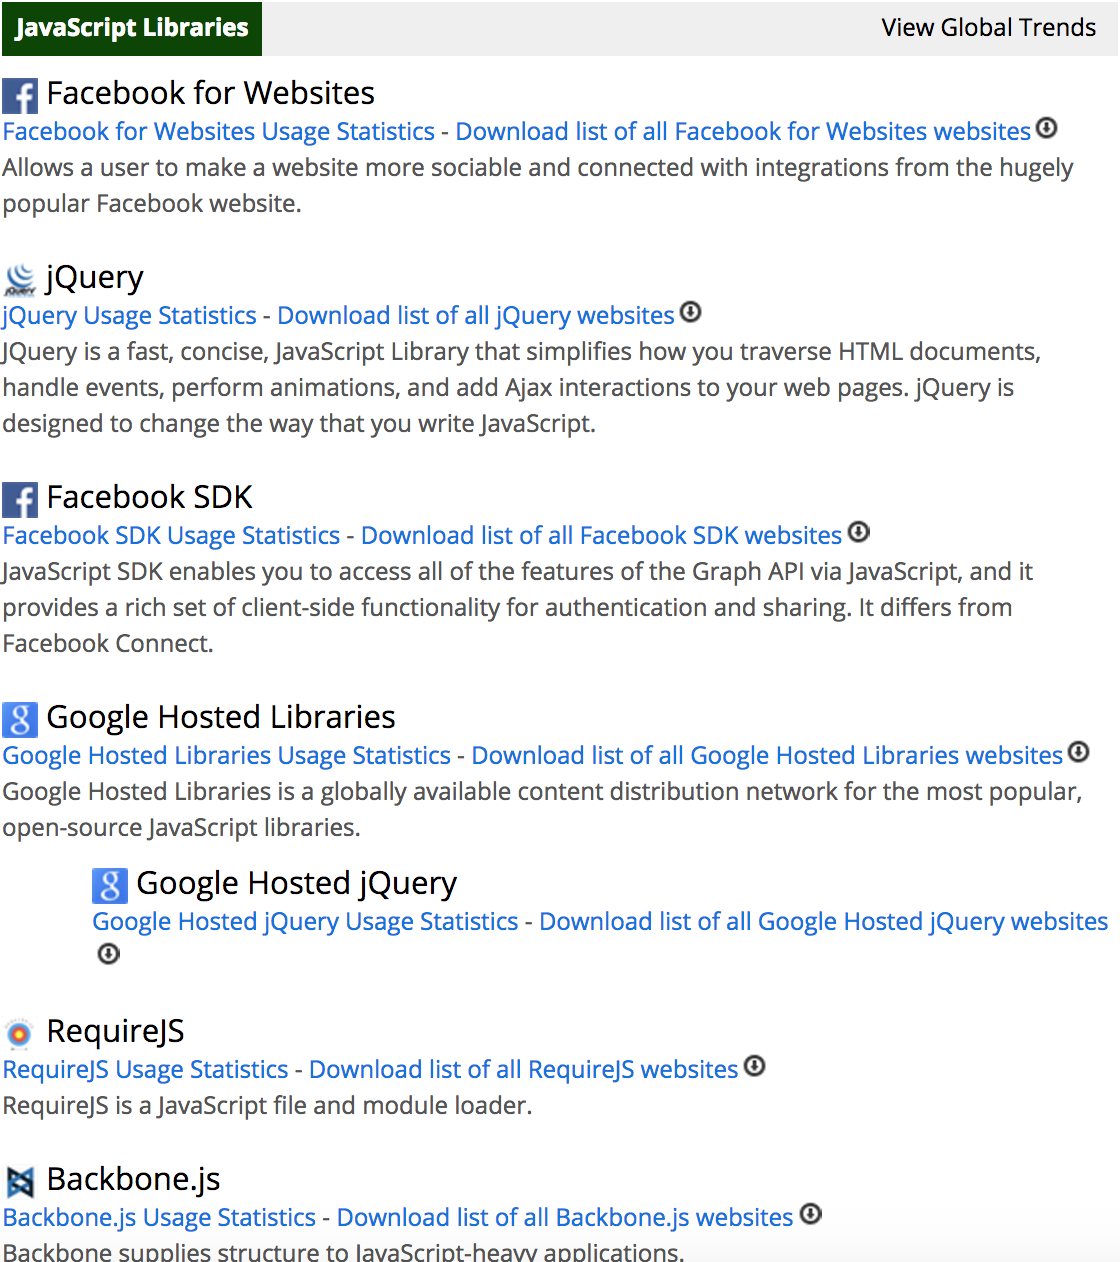 JavaScript Libraries
View Global Trends
Facebook for Websites
Facebook for Websites Usage Statistics - Download list of all Facebook for Websites websites
Allows a user to make a website more sociable and connected with integrations from the hugely
popular Facebook website.
jQuery
jQuery Usage Statistics - Download list of all jQuery websites
JQuery is a fast, concise, JavaScript Library that simplifies how you traverse HTML documents,
handle events, perform animations, and add Ajax interactions to your web pages. jQuery is
designed to change the way that you write JavaScript.
Facebook SDK
Facebook SDK Usage Statistics - Download list of all Facebook SDK websites
JavaScript SDK enables you to access all of the features of the Graph API via JavaScript, and it
provides a rich set of client-side functionality for authentication and sharing. It differs from
Facebook Connect.
Google Hosted Libraries
Google Hosted Libraries Usage Statistics - Download list of all Google Hosted Libraries websites
Google Hosted Libraries is a globally available content distribution network for the most popular,
open-source JavaScript libraries.
Google Hosted jQuery
Google Hosted jQuery Usage Statistics - Download list of all Google Hosted jQuery websites
RequireJS
RequireJS Usage Statistics - Download list of all RequireJS websites
RequireJS is a JavaScript file and module loader.
Backbone.js
Backbone.js Usage Statistics - Download list of all Backbone.js websites
Backbone supplies structure to JavaScript-heavy applications.